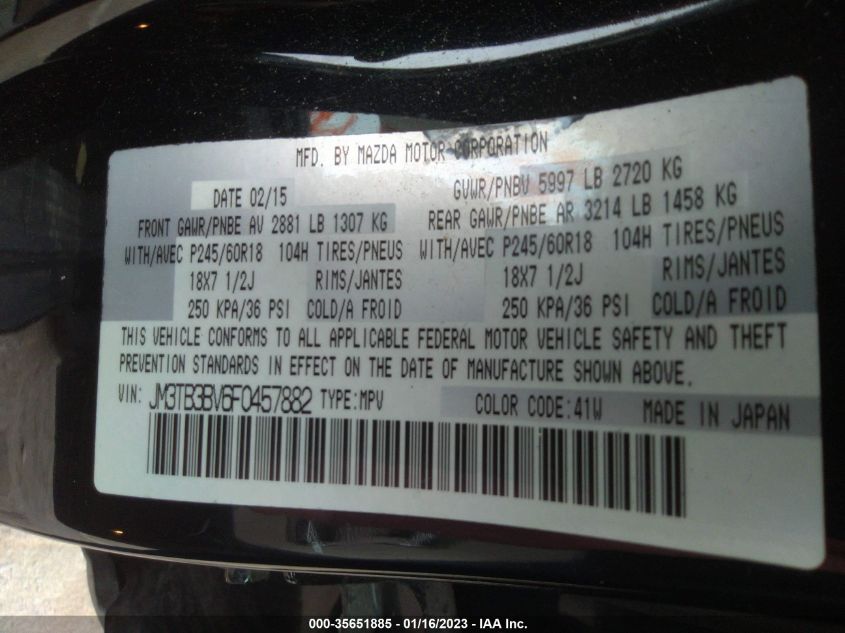 MFD. BY MAZDA MOTOR CORPORATION
DATE 02/15 GVWR/PNBV 5997 LB 2720 KG
FRONT GAWR/PNBE AV 2881 LB 1307 KG REAR GAWR/PNBE AR 3214 LB 1458 KG
WITH/AVEC P245/60R18 104H TIRES/PNEUS WITH/AVEC P245/60R18 104H TIRES/PNEUS
18X7 1/2J RIMS/JANTES 18X7 1/2J RIMS/JANTES
250 KPA/36 PSI COLD/A FROID 250 KPA/36 PSI COLD/A FROID
THIS VEHICLE CONFORMS TO ALL APPLICABLE FEDERAL MOTOR VEHICLE SAFETY AND THEFT
PREVENTION STANDARDS IN EFFECT ON THE DATE OF MANUFACTURE SHOWN ABOVE.
VIN: JM3TB3BV6F0457882 TYPE:MPV COLOR CODE:41W MADE IN JAPAN
000-35651885 - 01/16/2023 - IAA Inc.